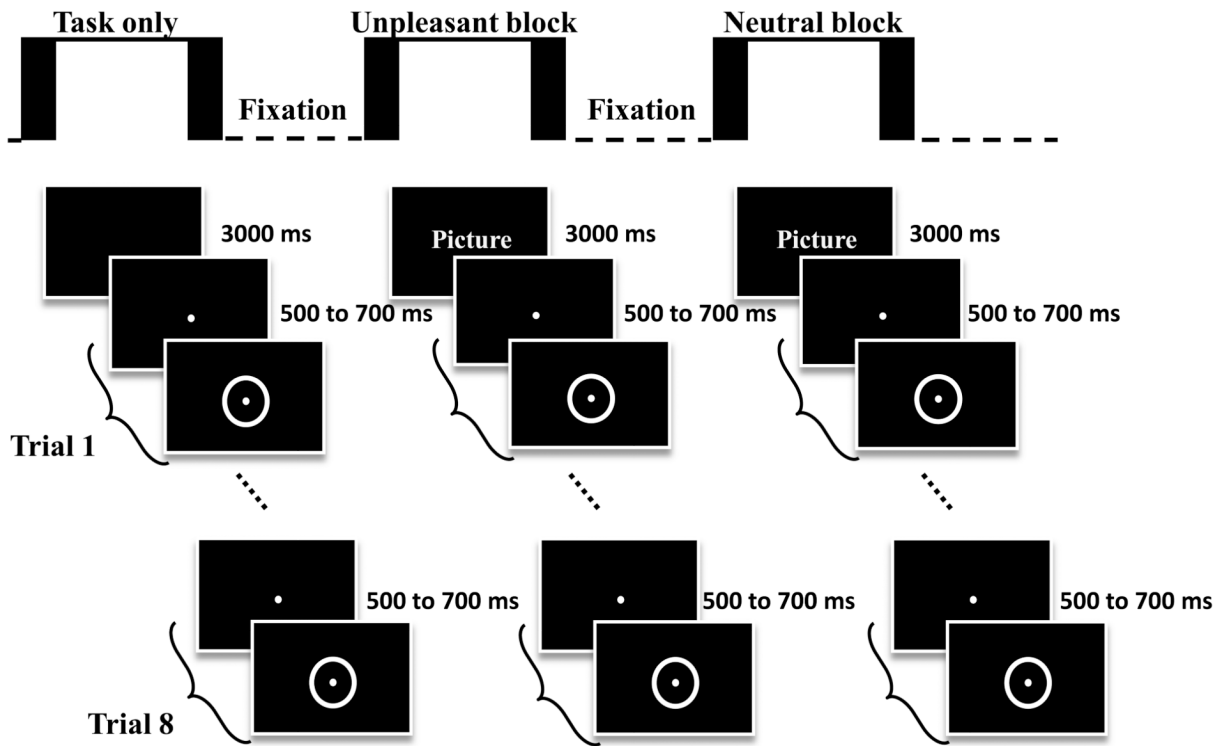 Task only
Unpleasant block
Neutral block
Fixation
Fixation
Picture
Picture
3000 ms
3000 ms
3000 ms
500 to 700 ms
500 to 700 ms
500 to 700 ms
Trial 1
500 to 700 ms
500 to 700 ms
500 to 700 ms
Trial 8